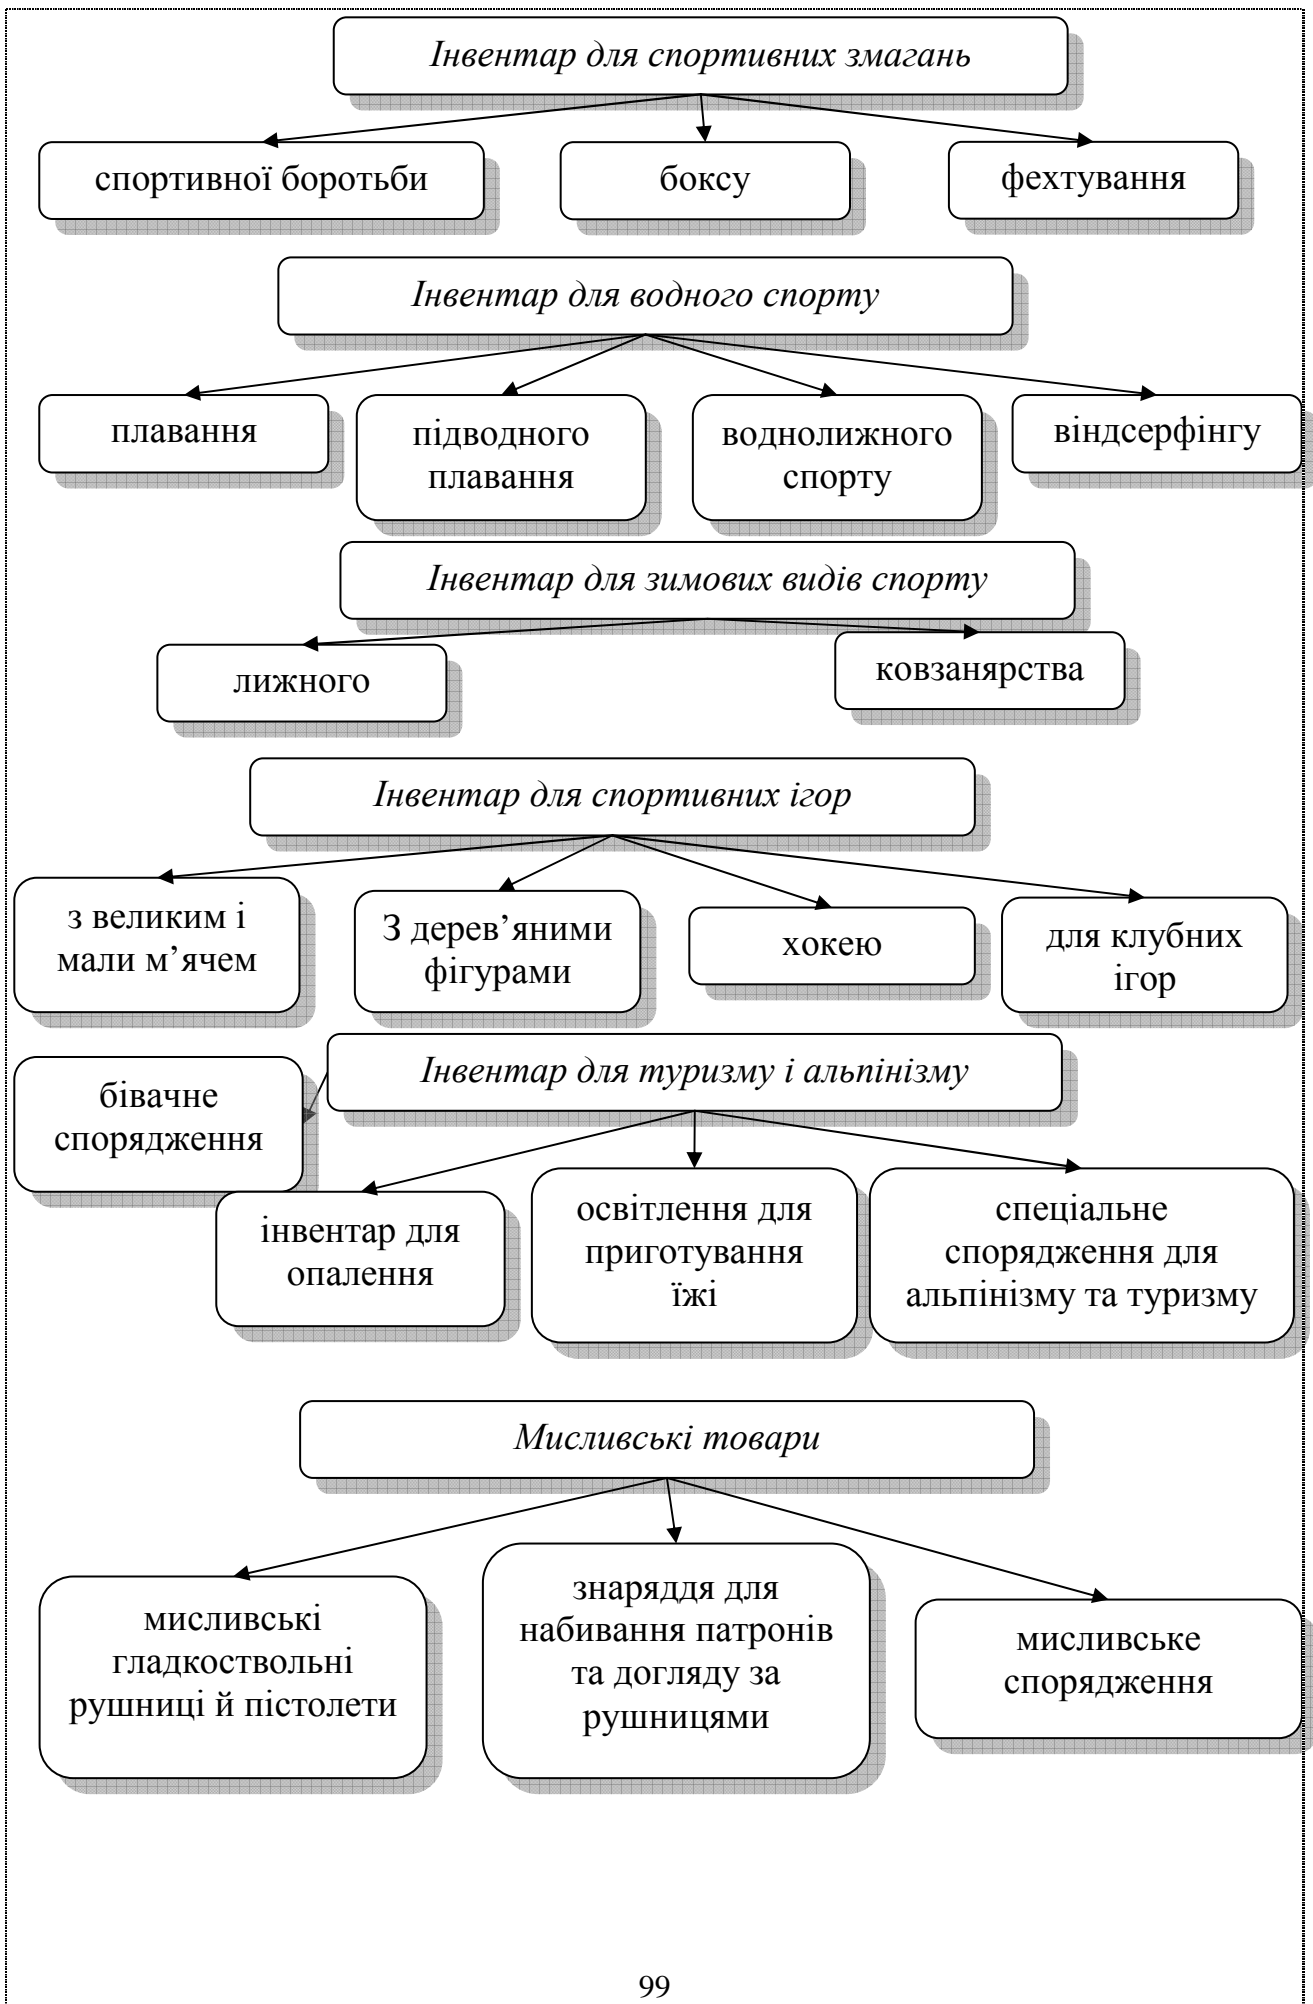 Інвентар для спортивних змагань
спортивної боротьби
боксу
фехтування
Інвентар для водного спорту
плавання
підводного
плавання
воднолижного
спорту
віндсерфінгу
Інвентар для зимових видів спорту
лижного
ковзанярства
Інвентар для спортивних ігор
з великим і
мали м’ячем
З дерев’яними
фігурами
хокею
для клубних
ігор
Інвентар для туризму і альпінізму
бівачне
спорядження
інвентар для
опалення
освітлення для
приготування
їжі
спеціальне
спорядження для
альпінізму та туризму
Мисливські товари
мисливські
гладкоствольні
рушниці й пістолети
знаряддя для
набивання патронів
та догляду за
рушницями
мисливське
спорядження
99